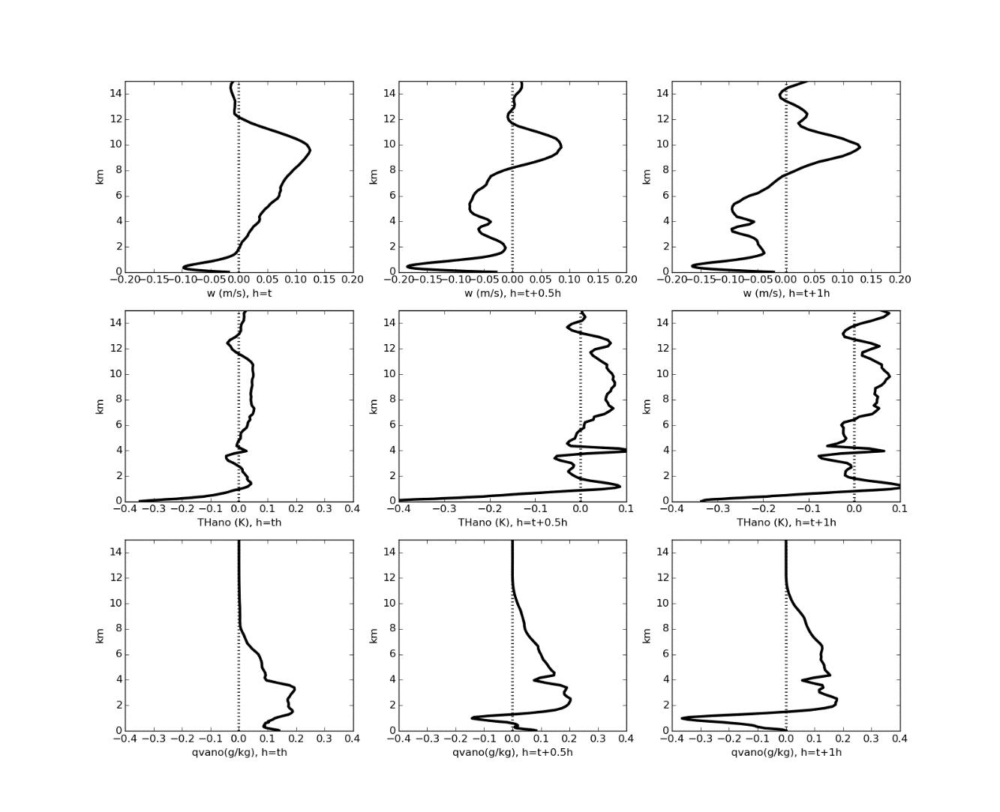 14 14 14
12 12 12
10 10 10
8 8 8
km km km
6 6 6
4 4 4
2 2 2
0 0 0
−0.20−0.15−0.10−0.05 0.00 0.05 0.10 0.15 0.20 −0.20−0.15−0.10−0.05 0.00 0.05 0.10 0.15 0.20 −0.20−0.15−0.10−0.05 0.00 0.05 0.10 0.15 0.20
w (m/s), h=t w (m/s), h=t+0.5h w (m/s), h=t+1h
14 14 14
12 12 12
10 10 10
8 8 8
km km km
6 6 6
4 4 4
2 2 2
0 0 0
−0.4 −0.3 −0.2 −0.1 0.0 0.1 0.2 0.3 0.4 −0.4 −0.3 −0.2 −0.1 0.0 0.1 −0.4 −0.3 −0.2 −0.1 0.0 0.1
THano (K), h=th THano (K), h=t+0.5h THano (K), h=t+1h
14 14 14
12 12 12
10 10 10
8 8 8
km km km
6 6 6
4 4 4
2 2 2
0 0 0
−0.4 −0.3 −0.2 −0.1 0.0 0.1 0.2 0.3 0.4 −0.4 −0.3 −0.2 −0.1 0.0 0.1 0.2 0.3 0.4 −0.4 −0.3 −0.2 −0.1 0.0 0.1 0.2 0.3 0.4
qvano(g/kg), h=th qvano(g/kg), h=t+0.5h qvano(g/kg), h=t+1h